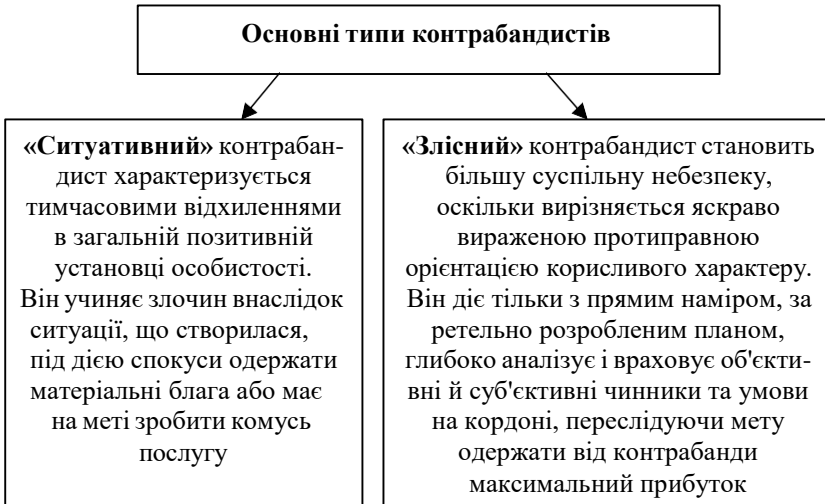 Основні типи контрабандистів
«Ситуативний» контрабан-
дист характеризується
тимчасовими відхиленнями
в загальній позитивній
установці особистості.
Він учиняє злочин внаслідок
ситуації, що створилася,
під дією спокуси одержати
матеріальні блага або має
на меті зробити комусь
послугу
«Злісний» контрабандист становить
більшу суспільну небезпеку,
оскільки вирізняється яскраво
вираженою протиправною
орієнтацією корисливого характеру.
Він діє тільки з прямим наміром, за
ретельно розробленим планом,
глибоко аналізує і враховує об'єкти-
вні й суб'єктивні чинники та умови
на кордоні, переслідуючи мету
одержати від контрабанди
максимальний прибуток